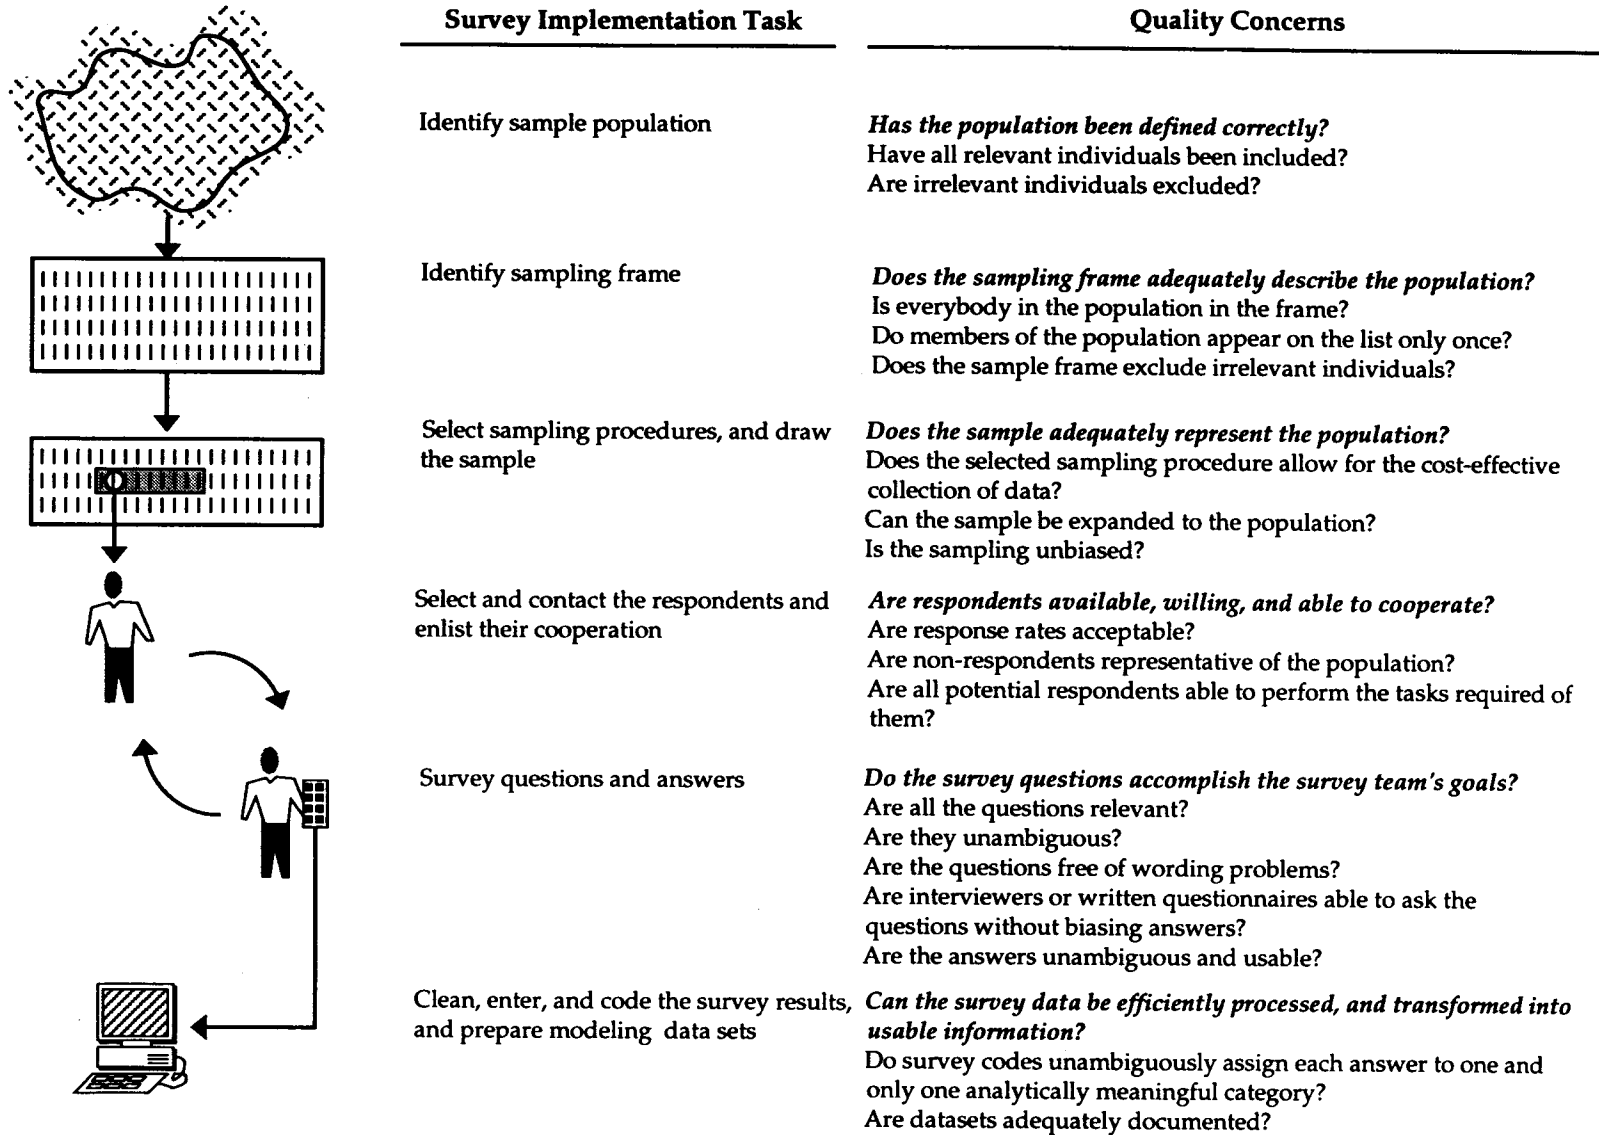 Survey Implementation Task
Quality Concerns
Identify sample population
Has the population been defined correctly?
Have all relevant individuals been included?
Are irrelevant individuals excluded?
Identify sampling frame
Does the sampling frame adequately describe the population?
Is everybody in the population in the frame?
Do members of the population appear on the list only once?
Does the sample frame exclude irrelevant individuals?
Select sampling procedures, and draw
the sample
Does the sample adequately represent the population?
Does the selected sampling procedure allow for the cost-effective
collection of data?
Can the sample be expanded to the population?
Is the sampling unbiased?
Select and contact the respondents and
enlist their cooperation
Are respondents available, willing, and able to cooperate?
Are response rates acceptable?
Are non-respondents representative of the population?
Are all potential respondents able to perform the tasks required of
them?
Survey questions and answers
Do the survey questions accomplish the survey team's goals?
Are all the questions relevant?
Are they unambiguous?
Are the questions free of wording problems?
Are interviewers or written questionnaires able to ask the
questions without biasing answers?
Are the answers unambiguous and usable?
Clean, enter, and code the survey results,
and prepare modeling data sets
Can the survey data be efficiently processed, and transformed into
usable information?
Do survey codes unambiguously assign each answer to one and
only one analytically meaningful category?
Are datasets adequately documented?